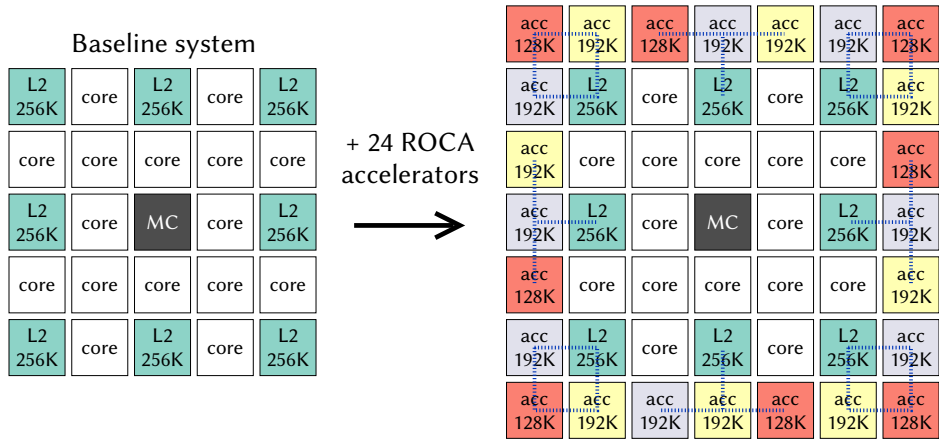 Baseline system
L2 core L2 core L2
256K 256K 256K
core core core core core
L2 core MC core L2
256K 256K
core core core core core
L2 core L2 core L2
256K 256K 256K
+ 24 ROCA
accelerators
acc acc acc acc acc acc acc
128K 192K 128K 192K 192K 192K 128K
acc L2 core L2 core L2 acc
192K 256K 256K 256K 192K
acc core core core core core acc
192K 128K
acc L2 core MC core L2 acc
192K 256K 256K 192K
acc core core core core core acc
128K 192K
acc L2 core L2 core L2 acc
192K 256K 256K 256K 192K
acc acc acc acc acc acc acc
128K 192K 192K 192K 128K 192K 128K